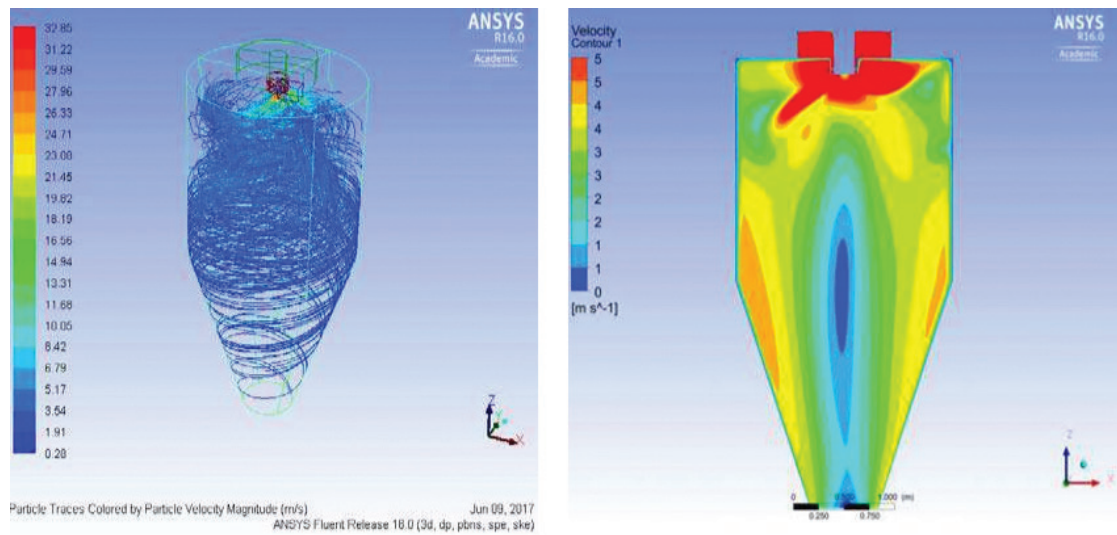 ANSYS
R16.0
Academic
32.85
31.22
29.59
27.96
26.33
24.71
23.08
21.45
19.82
18.19
16.56
14.94
13.31
11.68
10.05
8.42
6.79
5.17
3.54
1.91
0.28
Z
Y
X
Particle Traces Colored by Particle Velocity Magnitude (m/s)
Jun 09, 2017
ANSYS Fluent Release 16.0 (3d, dp, pbns, spe, ske)
Velocity
Contour 1
ANSYS
R16.0
Academic
5
5
4
4
3
3
2
2
1
1
0
[m s^-1]
0 0.500 1.000 (m)
0.250 0.750
Z
X